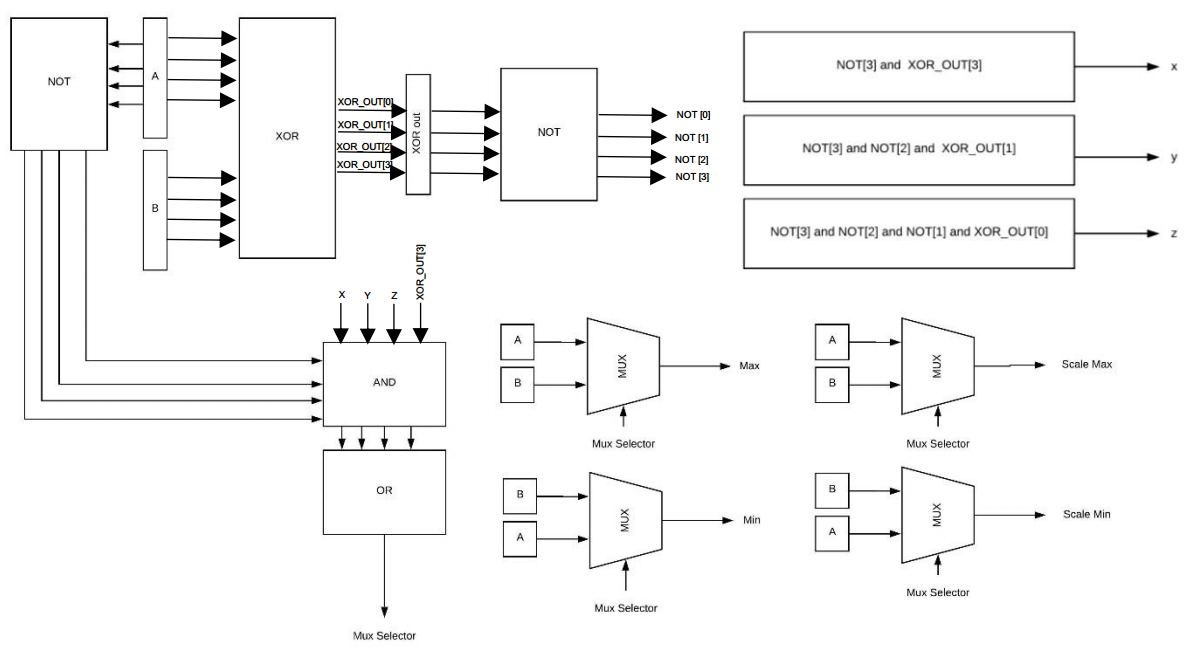 NOT
A
B
XOR
XOR_OUT[0]
XOR_OUT[1]
XOR_OUT[2]
XOR_OUT[3]
XOR out
NOT
NOT [0]
NOT [1]
NOT [2]
NOT [3]
NOT[3] and XOR_OUT[3]
x
NOT[3] and NOT[2] and XOR_OUT[1]
y
NOT[3] and NOT[2] and NOT[1] and XOR_OUT[0]
z
X
Y
Z
XOR_OUT[3]
AND
OR
Mux Selector
A
B
MUX
Max
Mux Selector
A
B
MUX
Scale Max
Mux Selector
B
A
MUX
Min
Mux Selector
B
A
MUX
Scale Min
Mux Selector